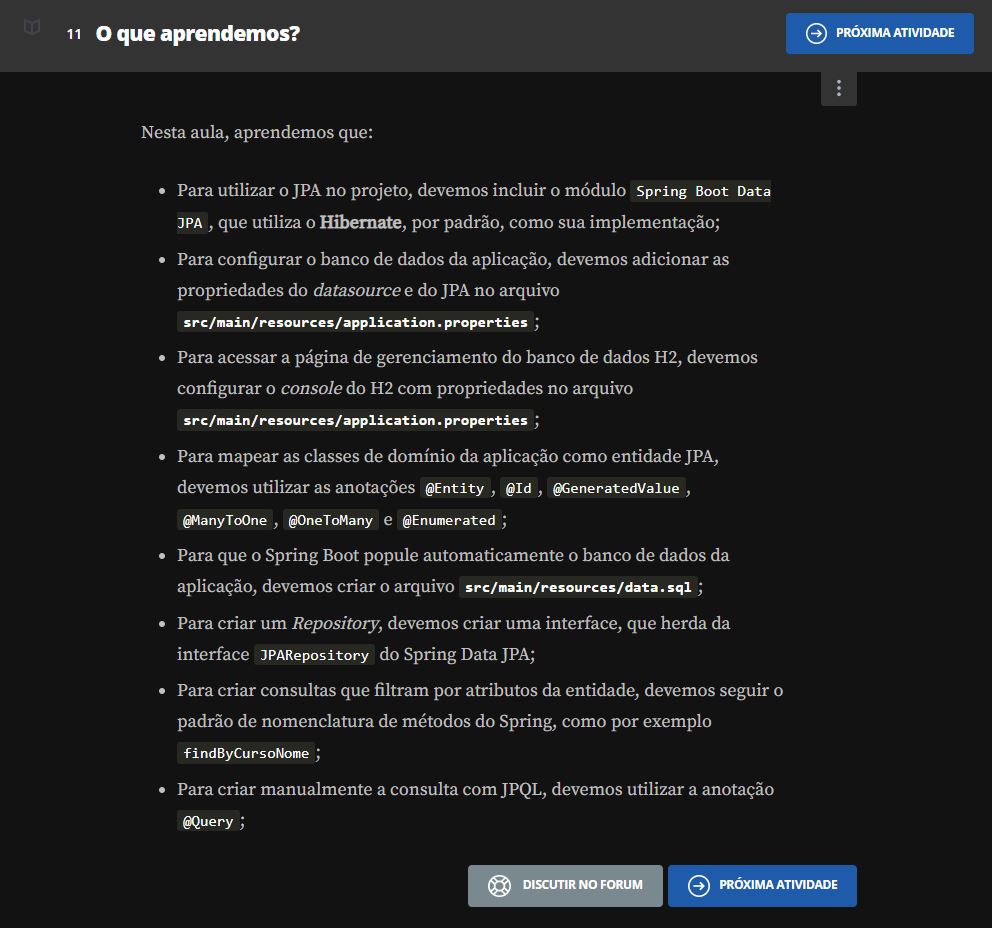 11 O que aprendemos?
PRÓXIMA ATIVIDADE
Nesta aula, aprendemos que:
• Para utilizar o JPA no projeto, devemos incluir o módulo Spring Boot Data
JPA, que utiliza o Hibernate, por padrão, como sua implementação;
• Para configurar o banco de dados da aplicação, devemos adicionar as
propriedades do datasource e do JPA no arquivo
src/main/resources/application.properties;
• Para acessar a página de gerenciamento do banco de dados H2, devemos
configurar o console do H2 com propriedades no arquivo
src/main/resources/application.properties;
• Para mapear as classes de domínio da aplicação como entidade JPA,
devemos utilizar as anotações @Entity, @Id, @GeneratedValue,
@ManyToOne, @OneToMany e @Enumerated;
• Para que o Spring Boot popule automaticamente o banco de dados da
aplicação, devemos criar o arquivo src/main/resources/data.sql;
• Para criar um Repository, devemos criar uma interface, que herda da
interface JPARepository do Spring Data JPA;
• Para criar consultas que filtram por atributos da entidade, devemos seguir o
padrão de nomenclatura de métodos do Spring, como por exemplo
findByCursoNome;
• Para criar manualmente a consulta com JPQL, devemos utilizar a anotação
@Query;
DISCUTIR NO FORUM
PRÓXIMA ATIVIDADE